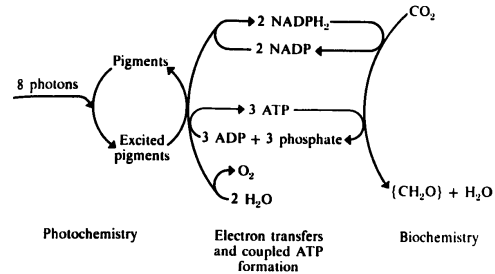 2 NADPH₂
CO₂
2 NADP
Pigments
8 photons
3 ATP
Excited
pigments
3 ADP + 3 phosphate
O₂
2 H₂O
{CH₂O} + H₂O
Photochemistry
Electron transfers
and coupled ATP
formation
Biochemistry